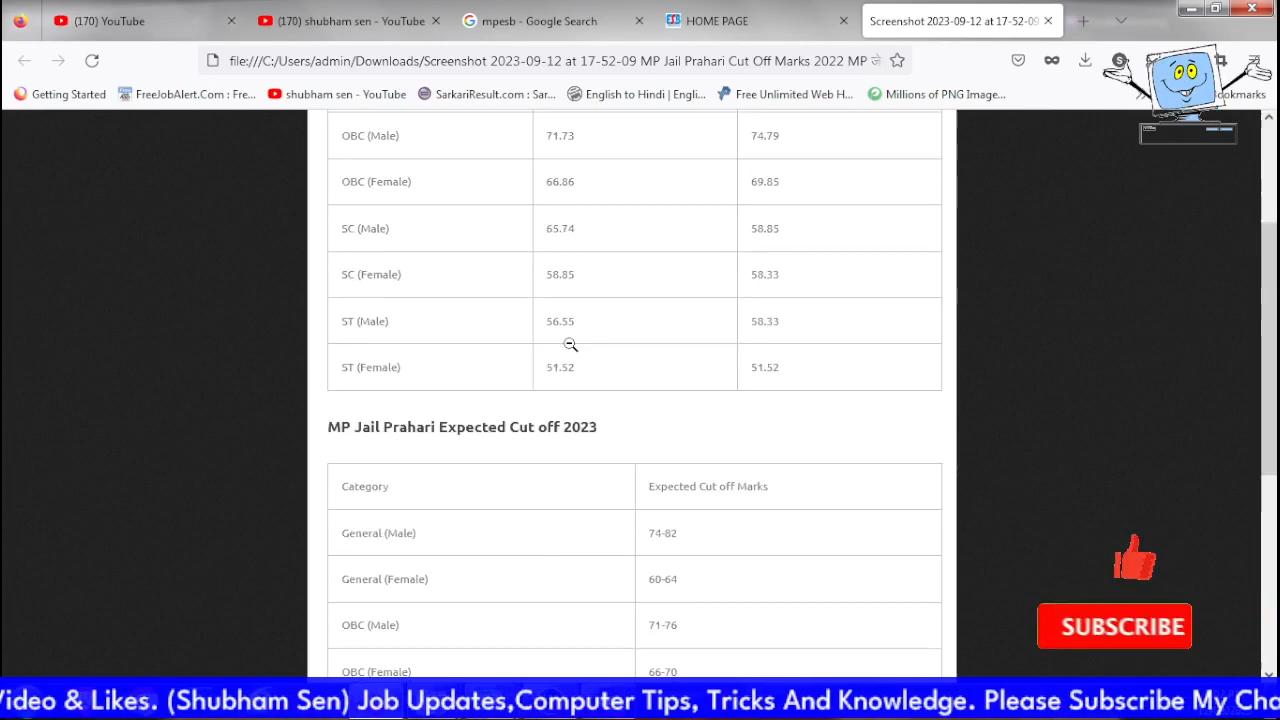 (170) YouTube
(170) shubham sen - YouTube
mpesb - Google Search
HOME PAGE
Screenshot 2023-09-12 at 17-52-09
file:///C:/Users/admin/Downloads/Screenshot 2023-09-12 at 17-52-09 MP Jail Prahari Cut Off Marks 2022 MP जे
Getting Started
FreeJobAlert.Com : Fre...
shubham sen - YouTube
SarkariResult.com : Sar...
English to Hindi | Engli...
Free Unlimited Web H...
Millions of PNG Image...
okmarks
OBC (Male) 71.73 74.79
OBC (Female) 66.86 69.85
SC (Male) 65.74 58.85
SC (Female) 58.85 58.33
ST (Male) 56.55 58.33
ST (Female) 51.52 51.52
MP Jail Prahari Expected Cut off 2023
Category Expected Cut off Marks
General (Male) 74-82
General (Female) 60-64
OBC (Male) 71-76
OBC (Female) 66-70
SUBSCRIBE
Video & Likes. (Shubham Sen) Job Updates,Computer Tips, Tricks And Knowledge. Please Subscribe My Cha